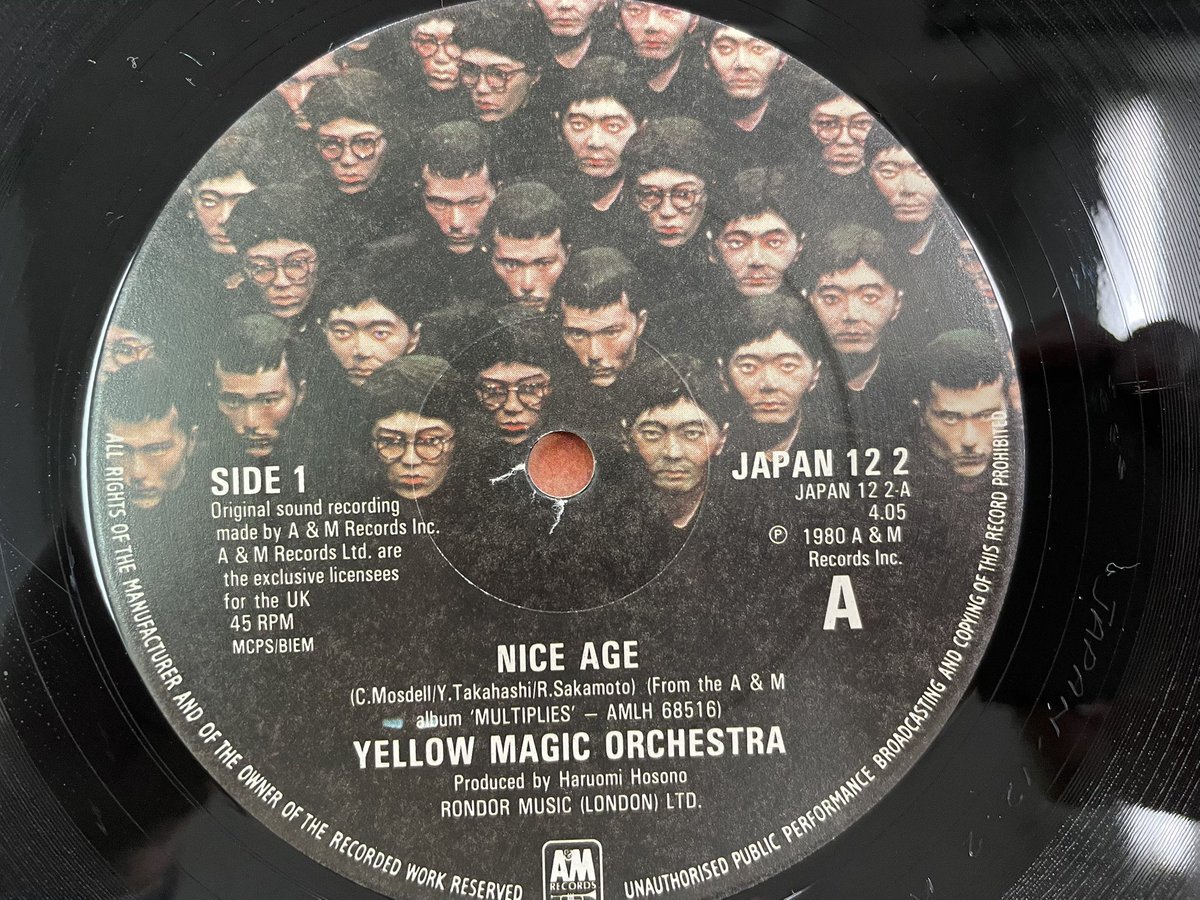 SIDE 1
Original sound recording
made by A & M Records Inc.
A & M Records Ltd. are
the exclusive licensees
for the UK
45 RPM
MCPS/BIEM
JAPAN 12 2
JAPAN 12 2-A
4.05
Ⓟ 1980 A & M
Records Inc.
A
NICE AGE
(C.Mosdell/Y.Takahashi/R.Sakamoto) (From the A & M
album 'MULTIPLIES' – AMLH 68516)
YELLOW MAGIC ORCHESTRA
Produced by Haruomi Hosono
RONDOR MUSIC (LONDON) LTD.
A&M
RECORDS
ALL RIGHTS OF THE MANUFACTURER AND OF THE OWNER OF THE RECORDED WORK RESERVED
UNAUTHORISED PUBLIC PERFORMANCE BROADCASTING AND COPYING OF THIS RECORD PROHIBITED
JAPAN